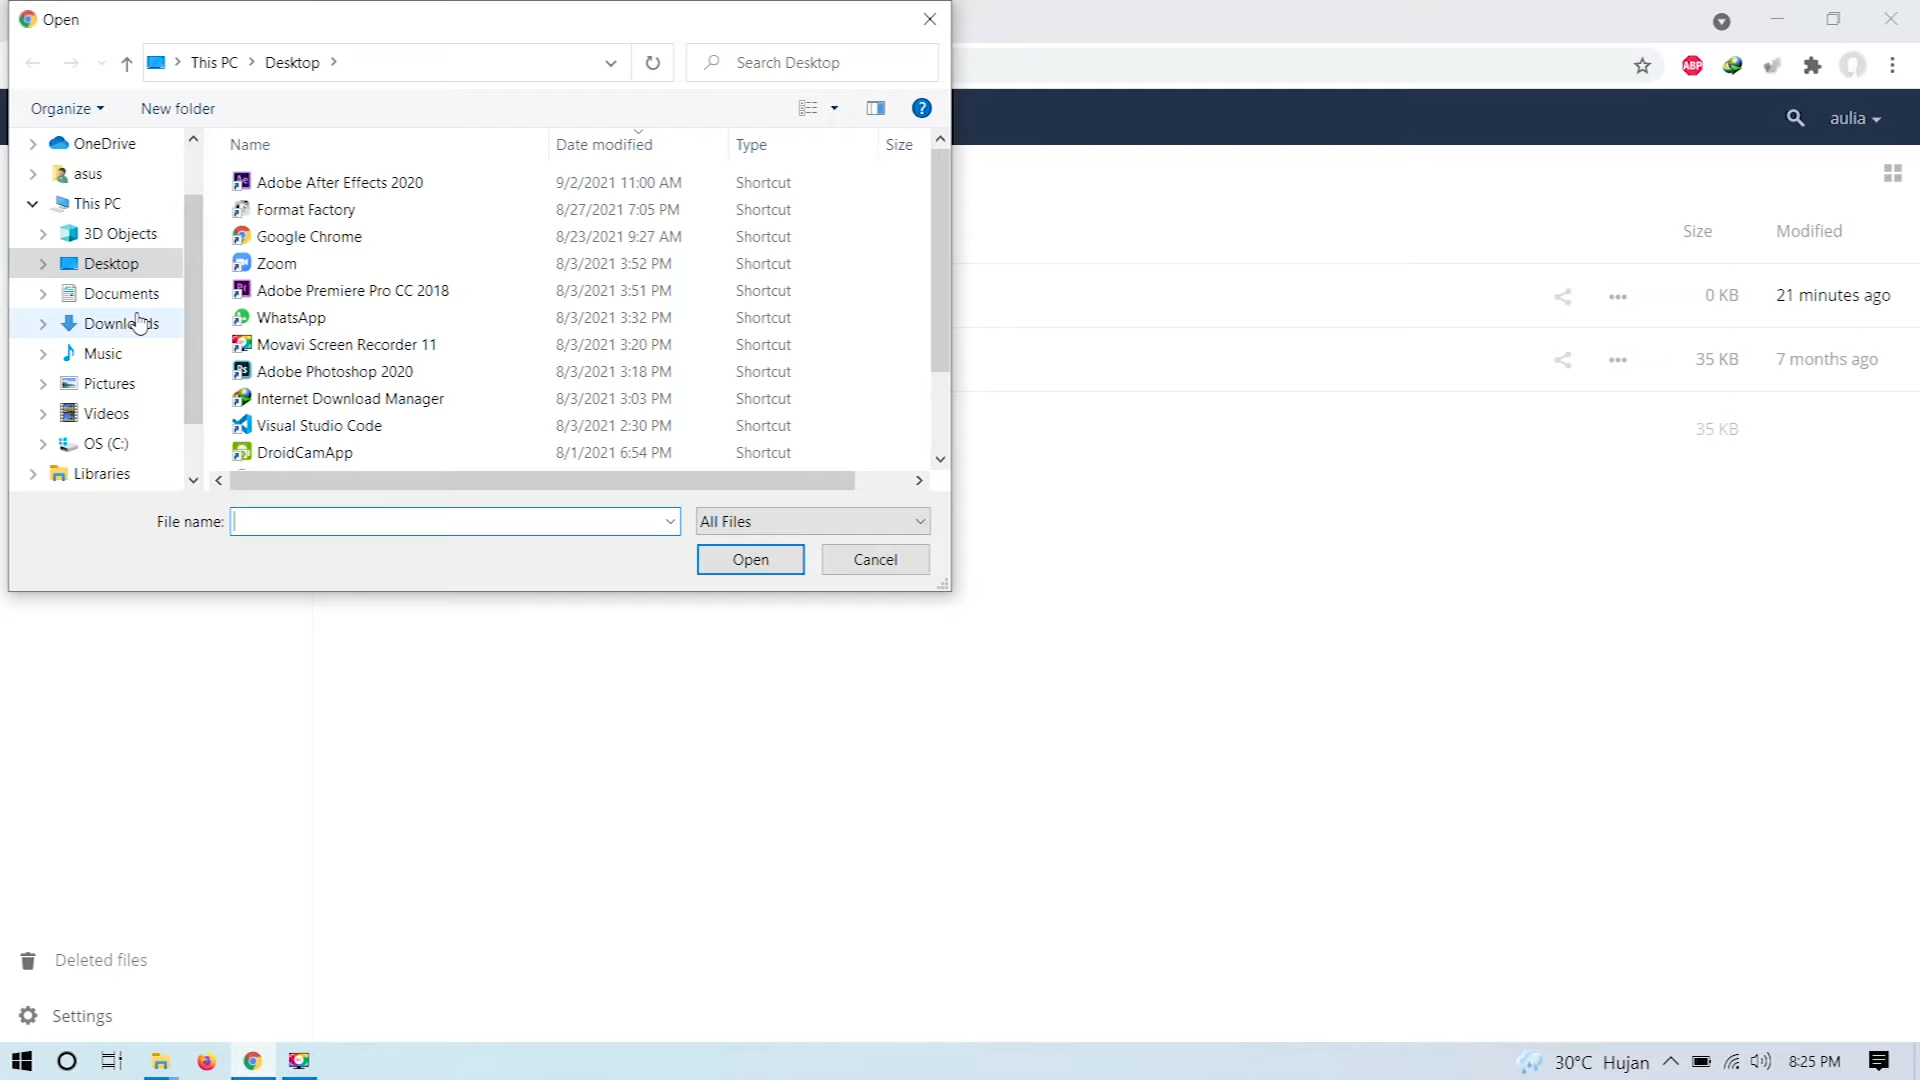 Open
This PC > Desktop >
Search Desktop
ABP
Organize
New folder
?
aulia
OneDrive
asus
This PC
3D Objects
Desktop
Documents
Downloads
Music
Pictures
Videos
OS (C:)
Libraries
Name Date modified Type Size
Adobe After Effects 2020 9/2/2021 11:00 AM Shortcut
Format Factory 8/27/2021 7:05 PM Shortcut
Google Chrome 8/23/2021 9:27 AM Shortcut
Zoom 8/3/2021 3:52 PM Shortcut
Adobe Premiere Pro CC 2018 8/3/2021 3:51 PM Shortcut
WhatsApp 8/3/2021 3:32 PM Shortcut
Movavi Screen Recorder 11 8/3/2021 3:20 PM Shortcut
Adobe Photoshop 2020 8/3/2021 3:18 PM Shortcut
Internet Download Manager 8/3/2021 3:03 PM Shortcut
Visual Studio Code 8/3/2021 2:30 PM Shortcut
DroidCamApp 8/1/2021 6:54 PM Shortcut
File name:
All Files
Open
Cancel
Size Modified
0 KB 21 minutes ago
35 KB 7 months ago
35 KB
Deleted files
Settings
30°C Hujan
8:25 PM